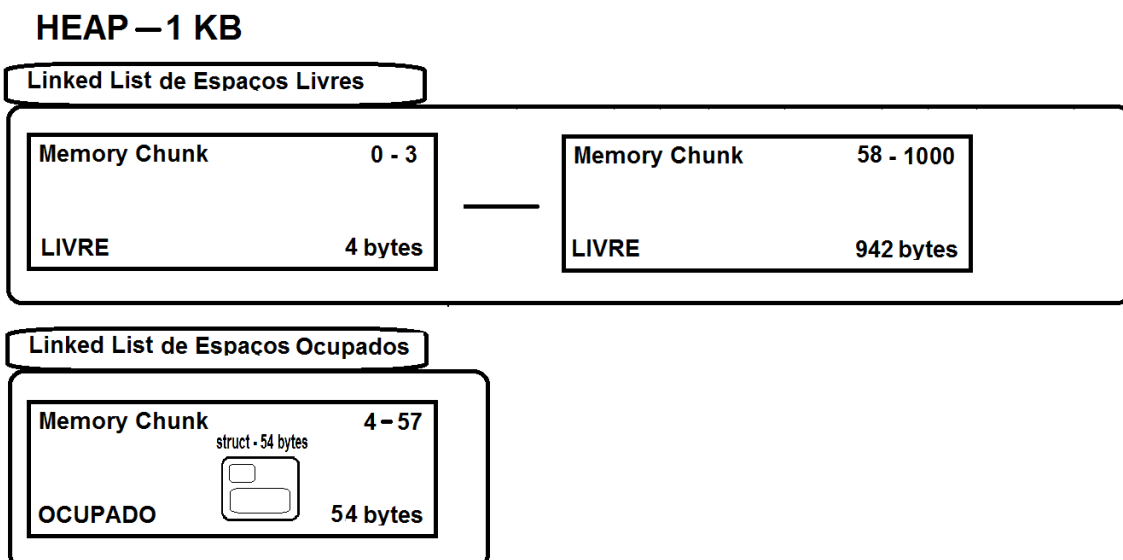 HEAP — 1 KB
Linked List de Espaços Livres
Memory Chunk 0 - 3
LIVRE 4 bytes
Memory Chunk 58 - 1000
LIVRE 942 bytes
Linked List de Espaços Ocupados
Memory Chunk 4 - 57
struct - 54 bytes
OCUPADO 54 bytes